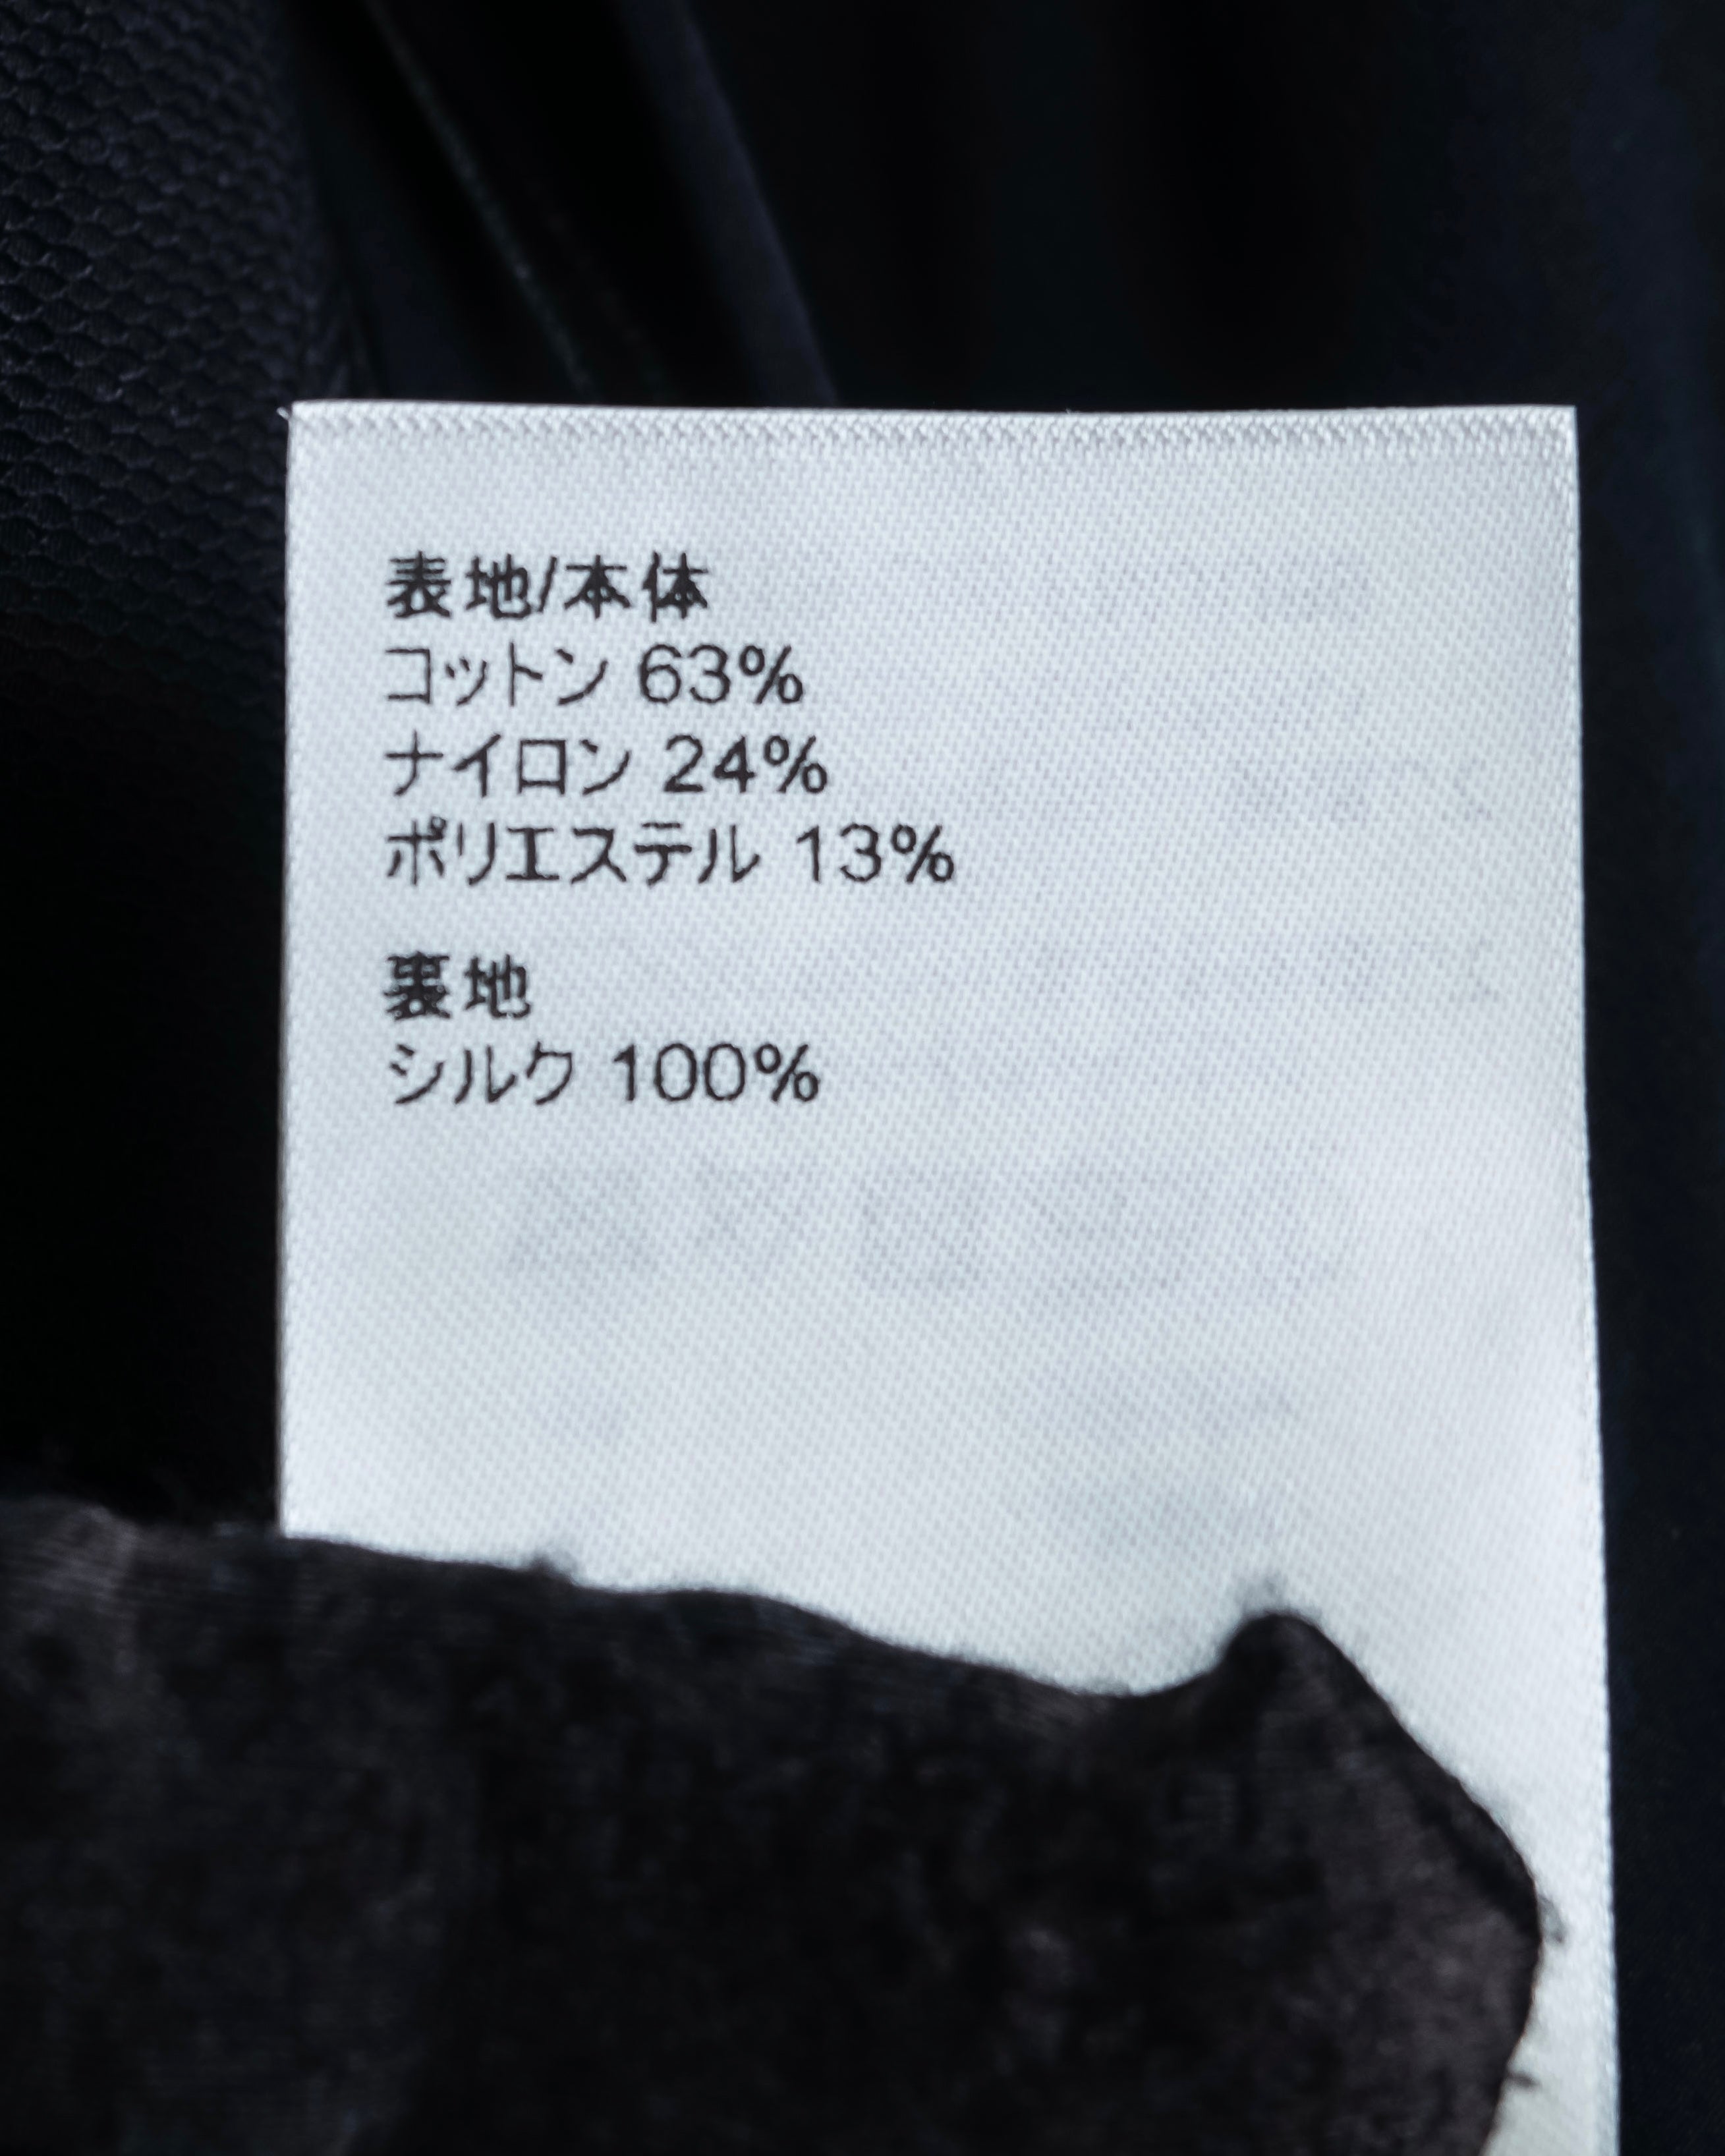 表地/本体
コットン 63%
ナイロン 24%
ポリエステル 13%
裏地
シルク 100%